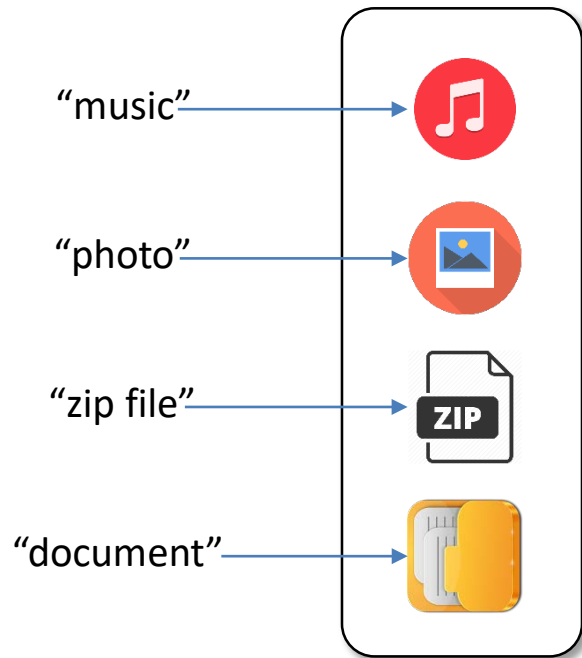 “music”
“photo”
“zip file”
ZIP
“document”